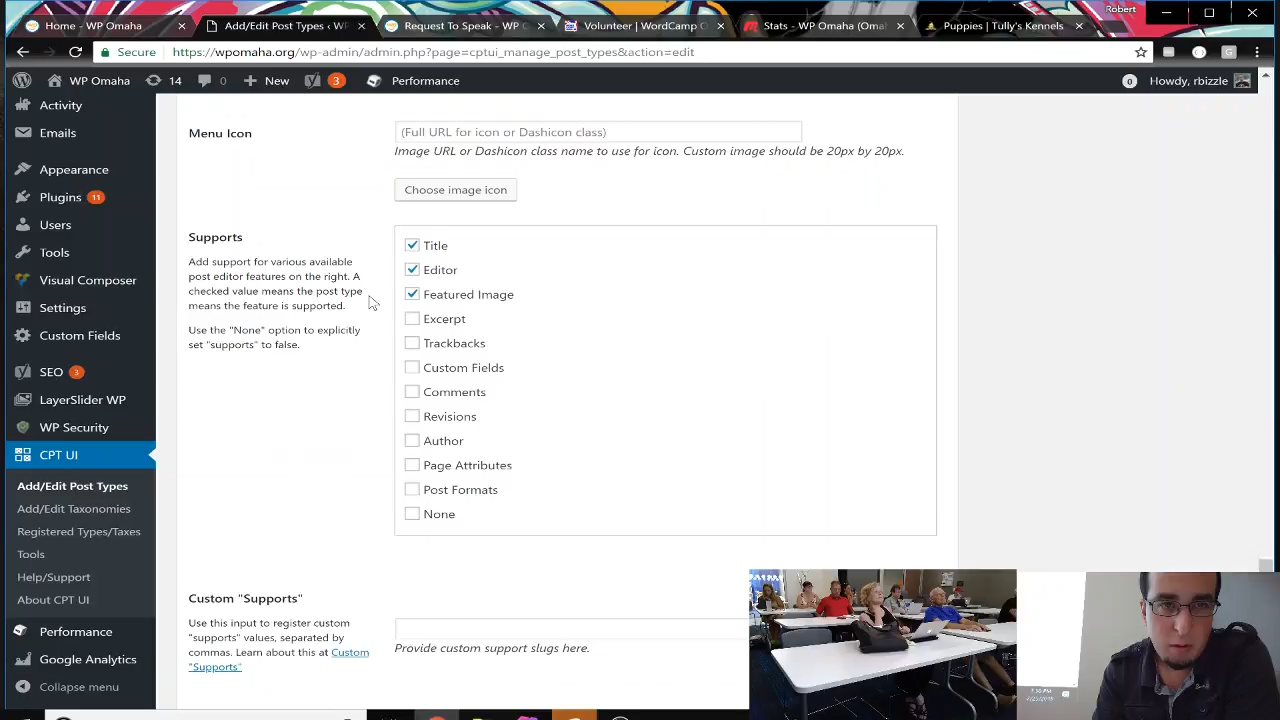 Robert
Home - WP Omaha
Add/Edit Post Types ‹ W
Request To Speak - WP C
Volunteer | WordCamp O
Stats - WP Omaha (Oma
Puppies | Tully's Kennels
Secure
https://wpomaha.org/wp-admin/admin.php?page=cptui_manage_post_types&action=edit
WP Omaha
14
0
New
3
Performance
0
Howdy, rbizzle
Activity
Emails
Appearance
Plugins 11
Users
Tools
Visual Composer
Settings
Custom Fields
SEO 3
LayerSlider WP
WP Security
CPT UI
Add/Edit Post Types
Add/Edit Taxonomies
Registered Types/Taxes
Tools
Help/Support
About CPT UI
Performance
Google Analytics
Collapse menu
Menu Icon
(Full URL for icon or Dashicon class)
Image URL or Dashicon class name to use for icon. Custom image should be 20px by 20px.
Choose image icon
Supports
Add support for various available
post editor features on the right. A
checked value means the post type
means the feature is supported.
Use the "None" option to explicitly
set "supports" to false.
Title
Editor
Featured Image
Excerpt
Trackbacks
Custom Fields
Comments
Revisions
Author
Page Attributes
Post Formats
None
Custom "Supports"
Use this input to register custom
"supports" values, separated by
commas. Learn about this at Custom
"Supports"
Provide custom support slugs here.